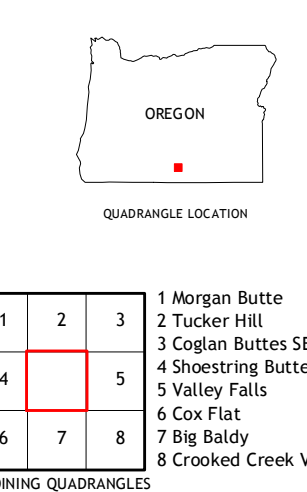 OREGON
QUADRANGLE LOCATION
1 2 3
4 5
6 7 8
1 Morgan Butte
2 Tucker Hill
3 Coglan Buttes SE
4 Shoestring Butte
5 Valley Falls
6 Cox Flat
7 Big Baldy
8 Crooked Creek V
QUADRANGLES